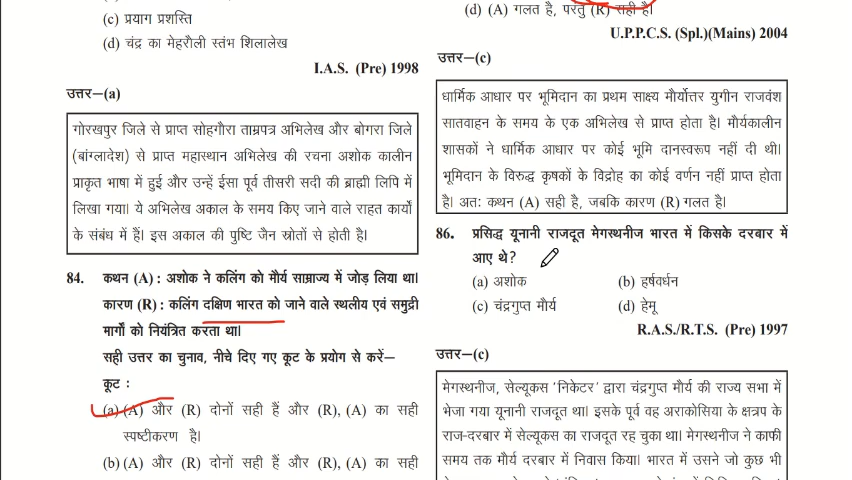 (c) प्रयाग प्रशस्ति
(d) चंद्र का मेहरौली स्तंभ शिलालेख
I.A.S. (Pre) 1998
उत्तर—(a)
गोरखपुर जिले से प्राप्त सोहगौरा ताम्रपत्र अभिलेख और बोगरा जिले
(बांग्लादेश) से प्राप्त महास्थान अभिलेख की रचना अशोक कालीन
प्राकृत भाषा में हुई और उन्हें ईसा पूर्व तीसरी सदी की ब्राह्मी लिपि में
लिखा गया। ये अभिलेख अकाल के समय किए जाने वाले राहत कार्यों
के संबंध में हैं। इस अकाल की पुष्टि जैन स्रोतों से होती है।
84. कथन (A) : अशोक ने कलिंग को मौर्य साम्राज्य में जोड़ लिया था।
कारण (R) : कलिंग दक्षिण भारत को जाने वाले स्थलीय एवं समुद्री
मार्गों को नियंत्रित करता था।
सही उत्तर का चुनाव, नीचे दिए गए कूट के प्रयोग से करें—
कूट :
(a) (A) और (R) दोनों सही हैं और (R), (A) का सही
स्पष्टीकरण है।
(b) (A) और (R) दोनों सही हैं और (R), (A) का सही
(d) (A) गलत है, परंतु (R) सही है।
U.P.P.C.S. (Spl.)(Mains) 2004
उत्तर—(c)
धार्मिक आधार पर भूमिदान का प्रथम साक्ष्य मौर्योत्तर युगीन राजवंश
सातवाहन के समय के एक अभिलेख से प्राप्त होता है। मौर्यकालीन
शासकों ने धार्मिक आधार पर कोई भूमि दानस्वरूप नहीं दी थी।
भूमिदान के विरुद्ध कृषकों के विद्रोह का कोई वर्णन नहीं प्राप्त होता
है। अतः कथन (A) सही है, जबकि कारण (R) गलत है।
86. प्रसिद्ध यूनानी राजदूत मेगस्थनीज भारत में किसके दरबार में
आए थे?
(a) अशोक (b) हर्षवर्धन
(c) चंद्रगुप्त मौर्य (d) हेमू
R.A.S./R.T.S. (Pre) 1997
उत्तर—(c)
मेगस्थनीज, सेल्यूकस 'निकेटर' द्वारा चंद्रगुप्त मौर्य की राज्य सभा में
भेजा गया यूनानी राजदूत था। इसके पूर्व वह अराकोसिया के क्षत्रप के
राज-दरबार में सेल्यूकस का राजदूत रह चुका था। मेगस्थनीज ने काफी
समय तक मौर्य दरबार में निवास किया। भारत में उसने जो कुछ भी